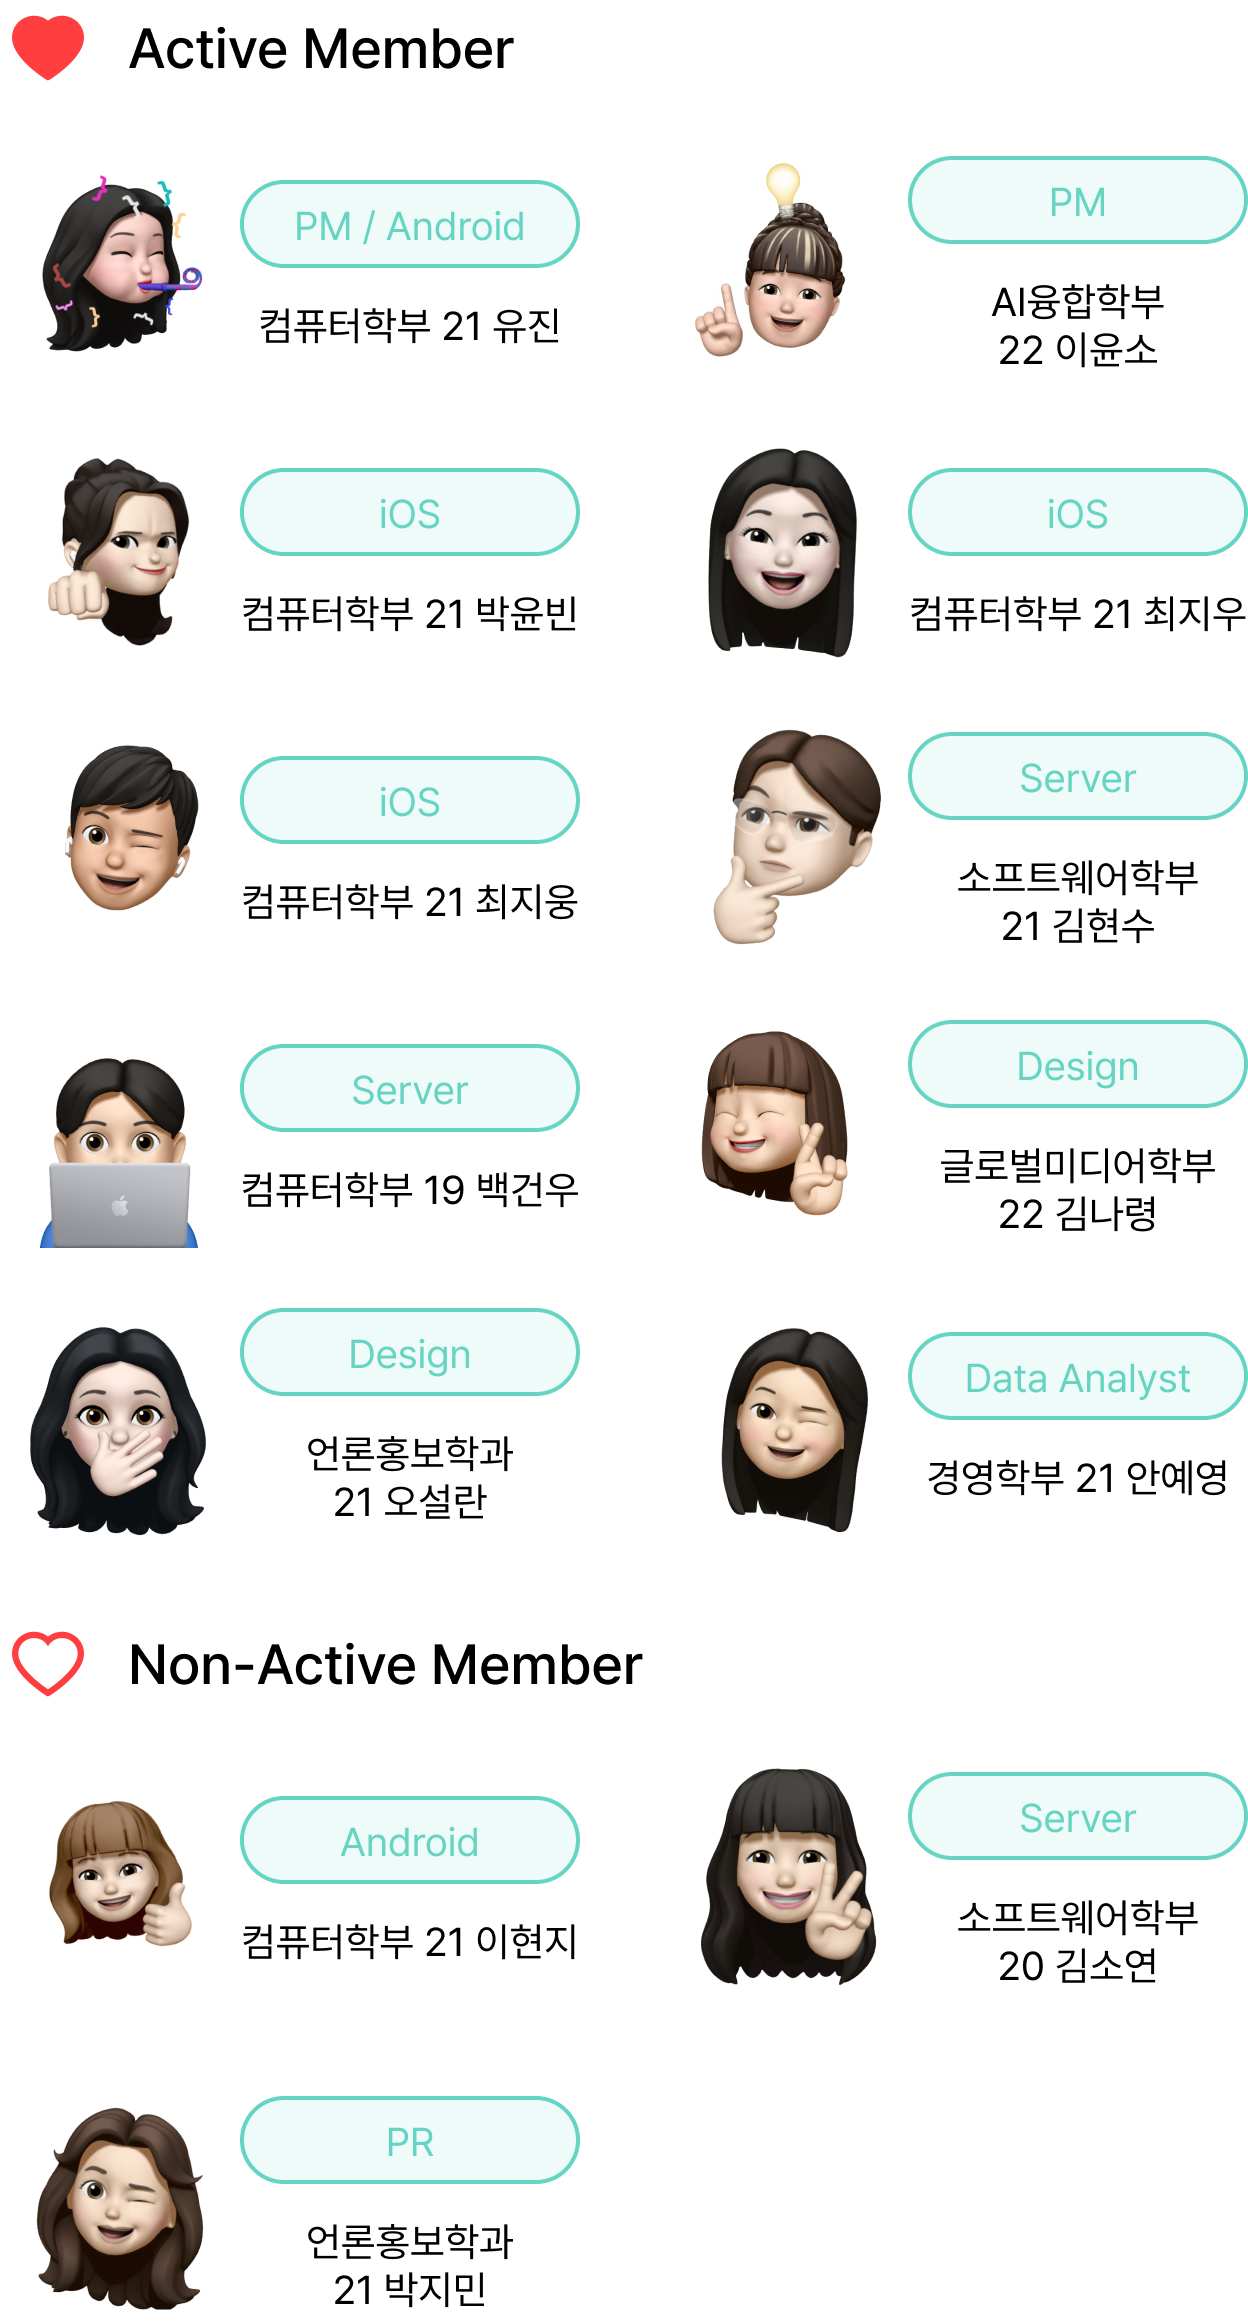 Active Member
PM / Android
컴퓨터학부 21 유진
PM
AI융합학부
22 이윤소
iOS
컴퓨터학부 21 박윤빈
iOS
컴퓨터학부 21 최지우
iOS
컴퓨터학부 21 최지웅
Server
소프트웨어학부
21 김현수
Server
컴퓨터학부 19 백건우
Design
글로벌미디어학부
22 김나령
Design
언론홍보학과
21 오설란
Data Analyst
경영학부 21 안예영
Non-Active Member
Android
컴퓨터학부 21 이현지
Server
소프트웨어학부
20 김소연
PR
언론홍보학과
21 박지민